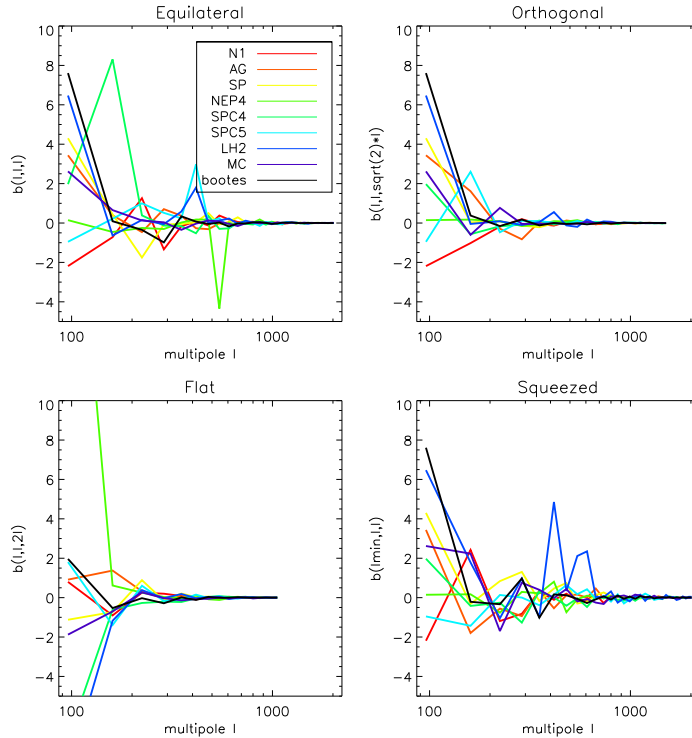 Equilateral
b(l,l,l)
10
8
6
4
2
0
-2
-4
100
1000
multipole l
N1
AG
SP
NEP4
SPC4
SPC5
LH2
MC
bootes
Orthogonal
b(l,l,sqrt(2)*l)
10
8
6
4
2
0
-2
-4
100
1000
multipole l
Flat
b(l,l,2l)
10
8
6
4
2
0
-2
-4
100
1000
multipole l
Squeezed
b(lmin,l,l)
10
8
6
4
2
0
-2
-4
100
1000
multipole l